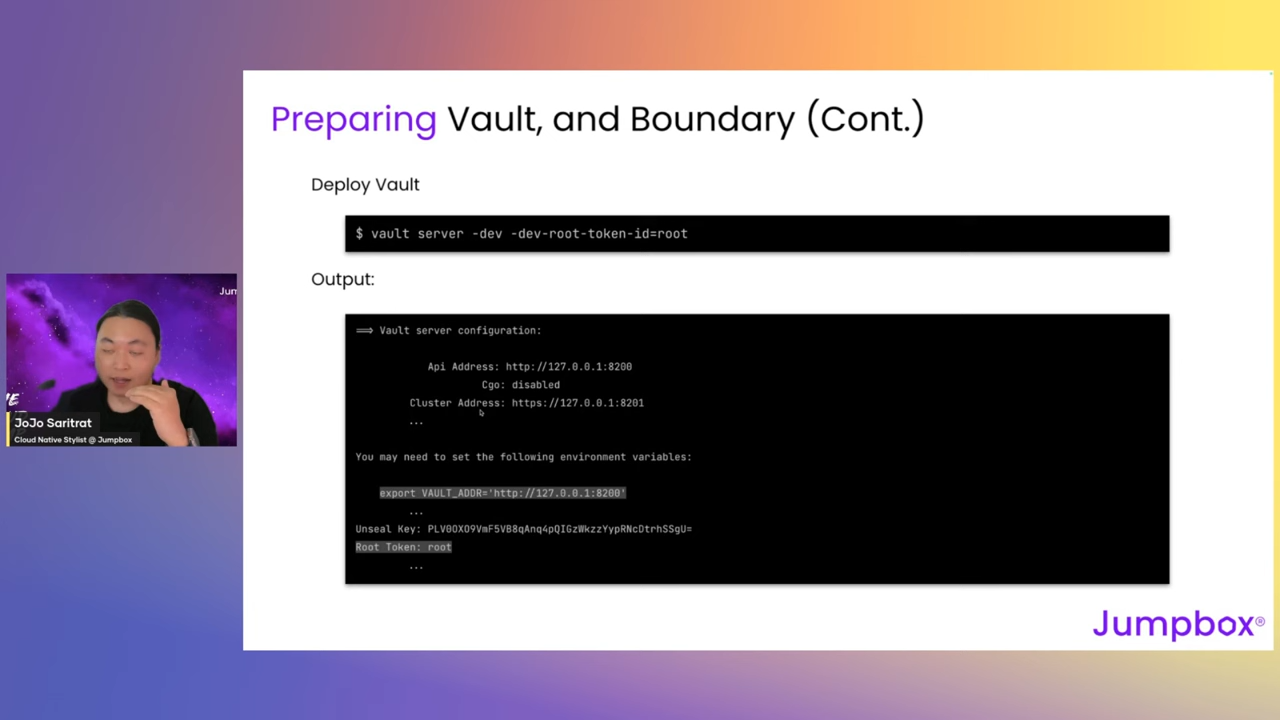 Preparing Vault, and Boundary (Cont.)
Deploy Vault
$ vault server -dev -dev-root-token-id=root
Output:
==> Vault server configuration:
Api Address: http://127.0.0.1:8200
Cgo: disabled
Cluster Address: https://127.0.0.1:8201
...
You may need to set the following environment variables:
export VAULT_ADDR='http://127.0.0.1:8200'
...
Unseal Key: PLV0OXO9VmF5VB8qAnq4pQIGzWkzzYypRNcDtrhSSgU=
Root Token: root
...
Jumpbox®
Jum
JoJo Saritrat
Cloud Native Stylist @ Jumpbox